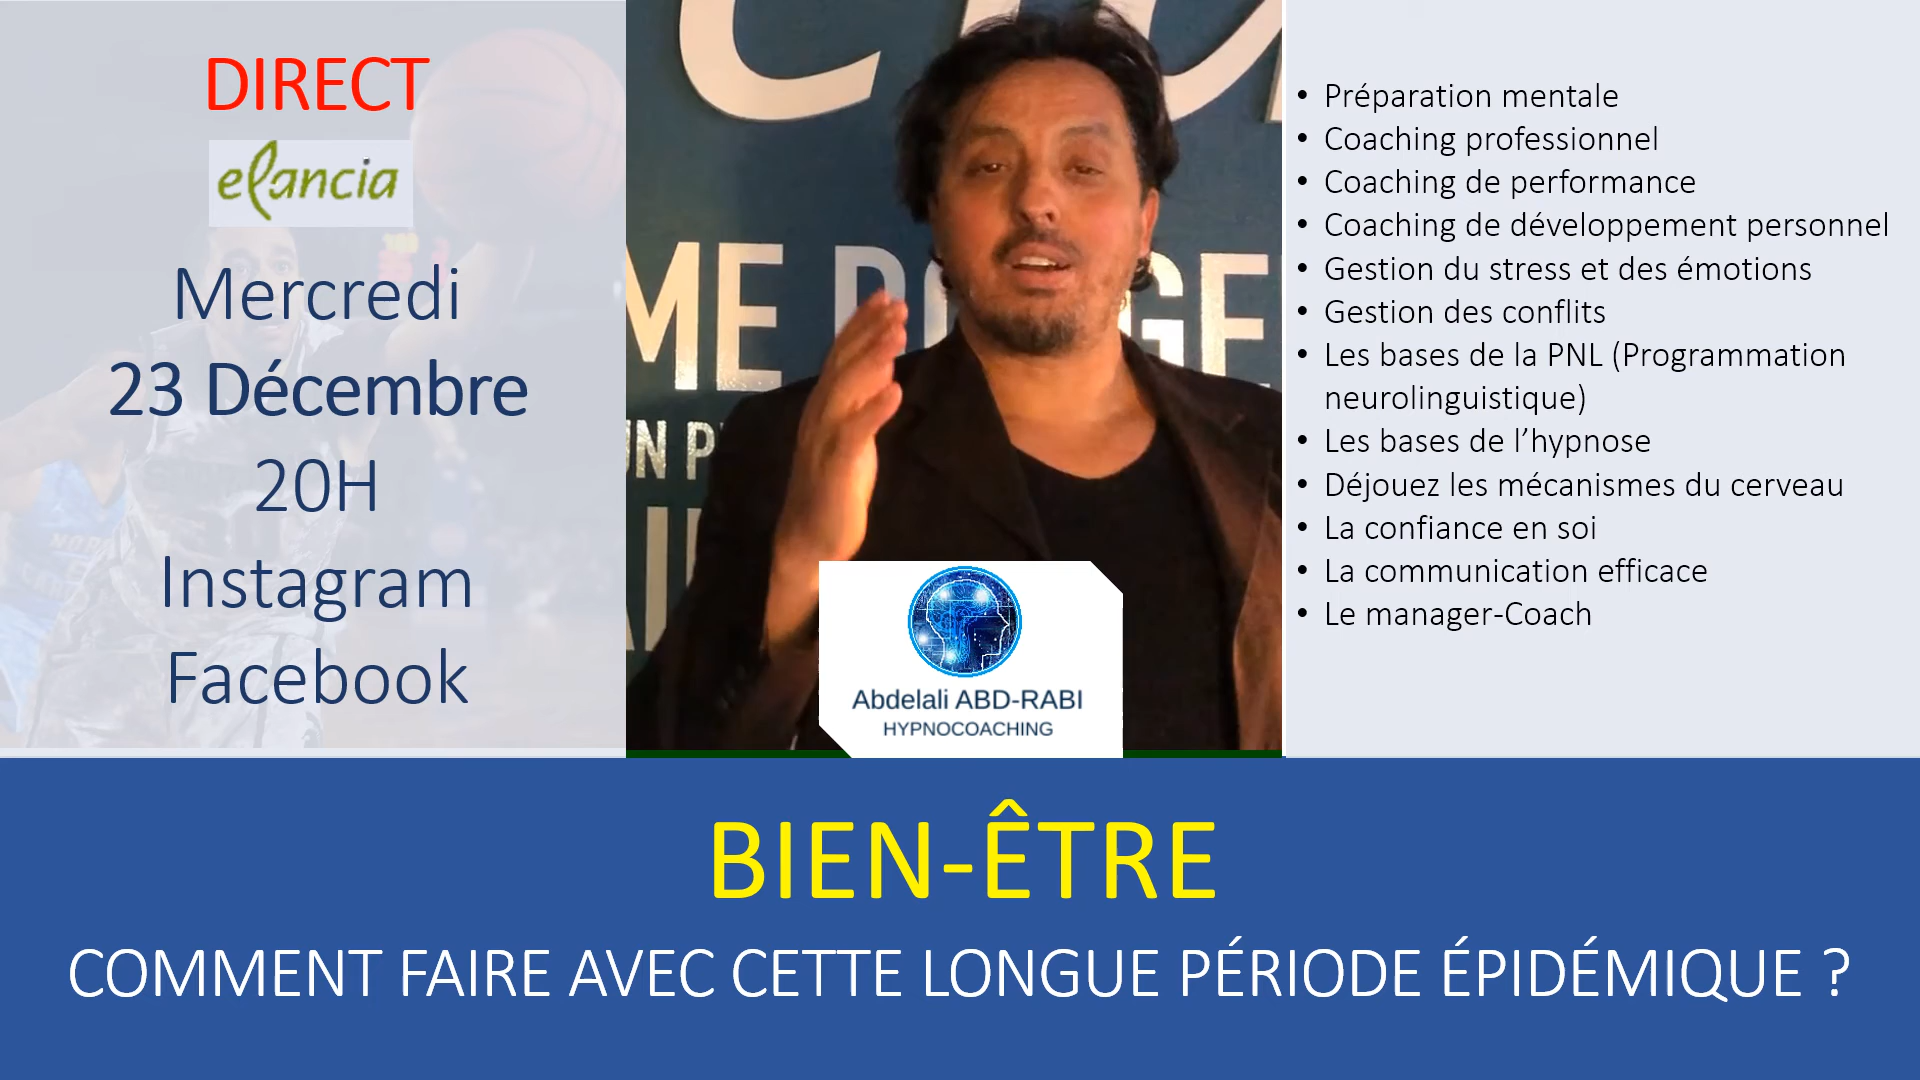 DIRECT
elancia
Mercredi
23 Décembre
20H
Instagram
Facebook
ME
UN P
Abdelali ABD-RABI
HYPNOCOACHING
• Préparation mentale
• Coaching professionnel
• Coaching de performance
• Coaching de développement personnel
• Gestion du stress et des émotions
• Gestion des conflits
• Les bases de la PNL (Programmation
neurolinguistique)
• Les bases de l’hypnose
• Déjouez les mécanismes du cerveau
• La confiance en soi
• La communication efficace
• Le manager-Coach
BIEN-ÊTRE
COMMENT FAIRE AVEC CETTE LONGUE PÉRIODE ÉPIDÉMIQUE ?